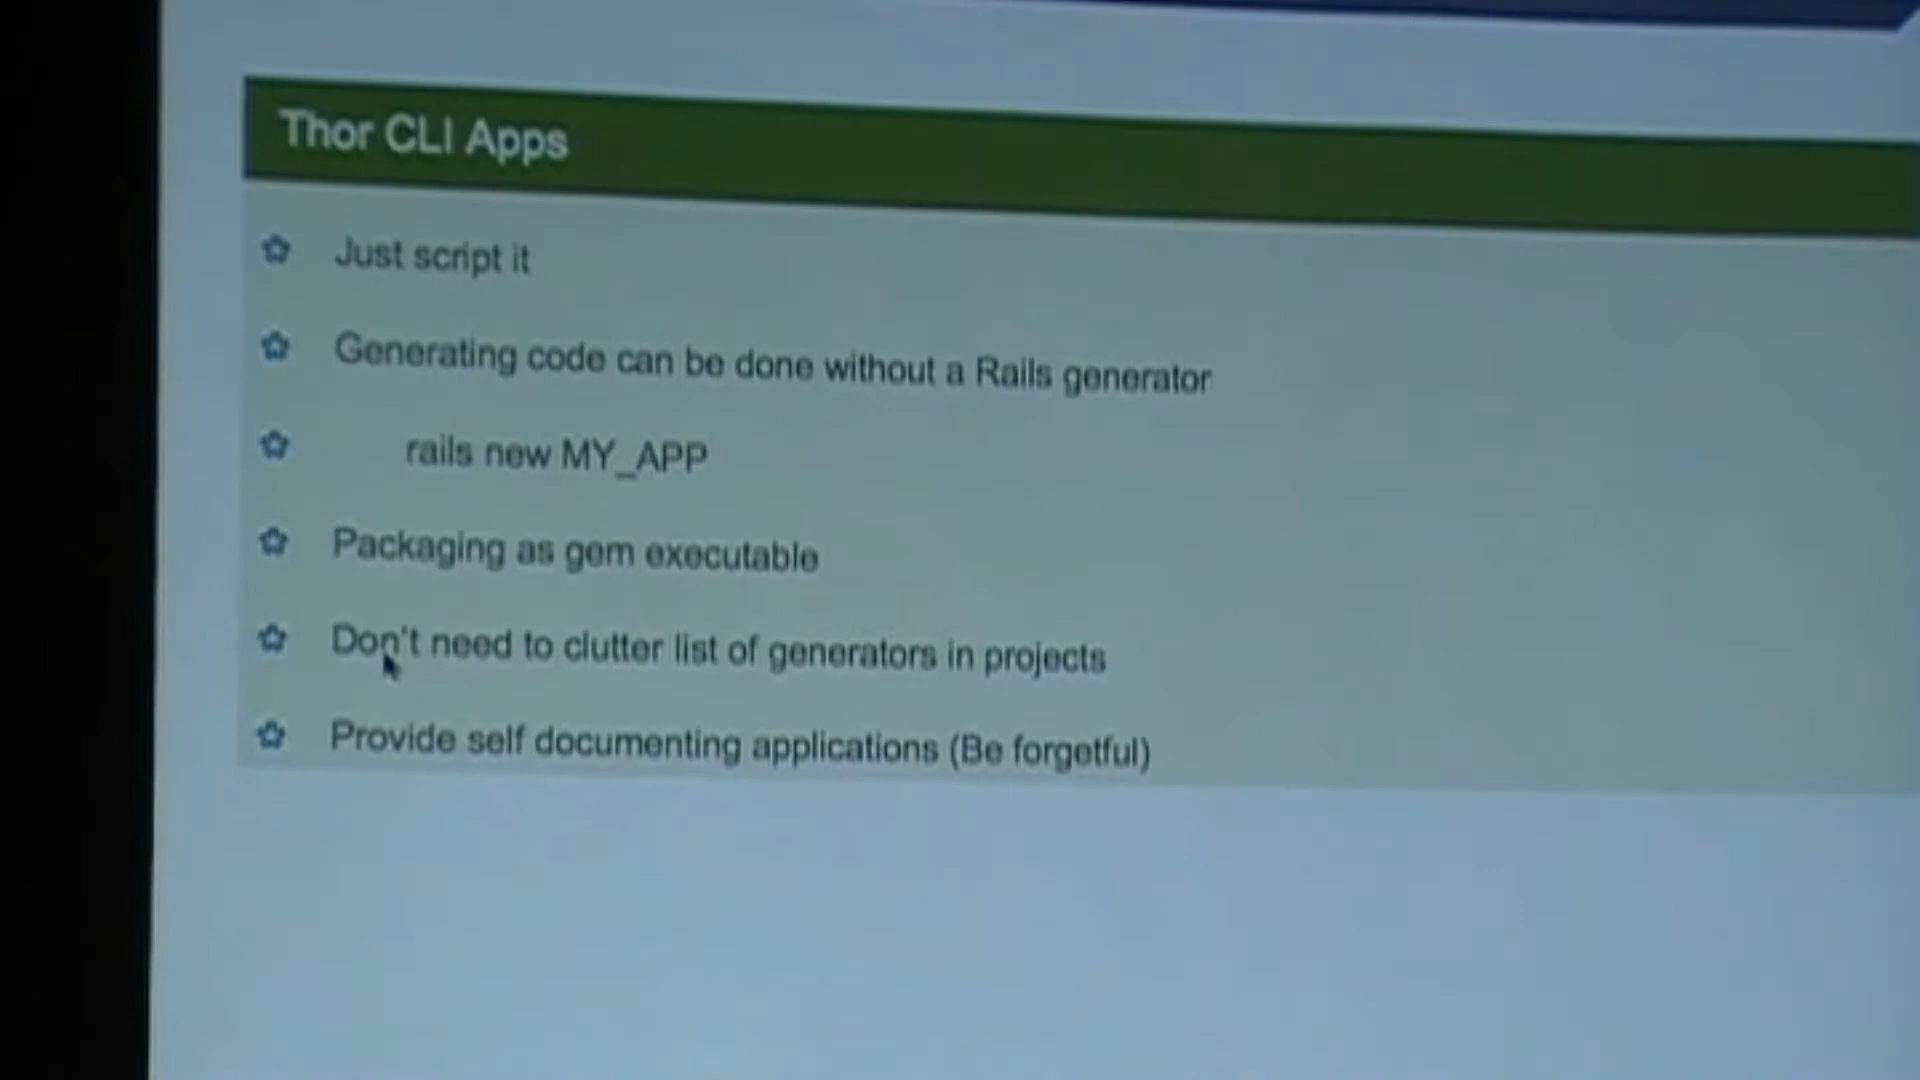 Thor CLI Apps
Just script it
Generating code can be done without a Rails generator
rails new MY_APP
Packaging as gem executable
Don't need to clutter list of generators in projects
Provide self documenting applications (Be forgetful)